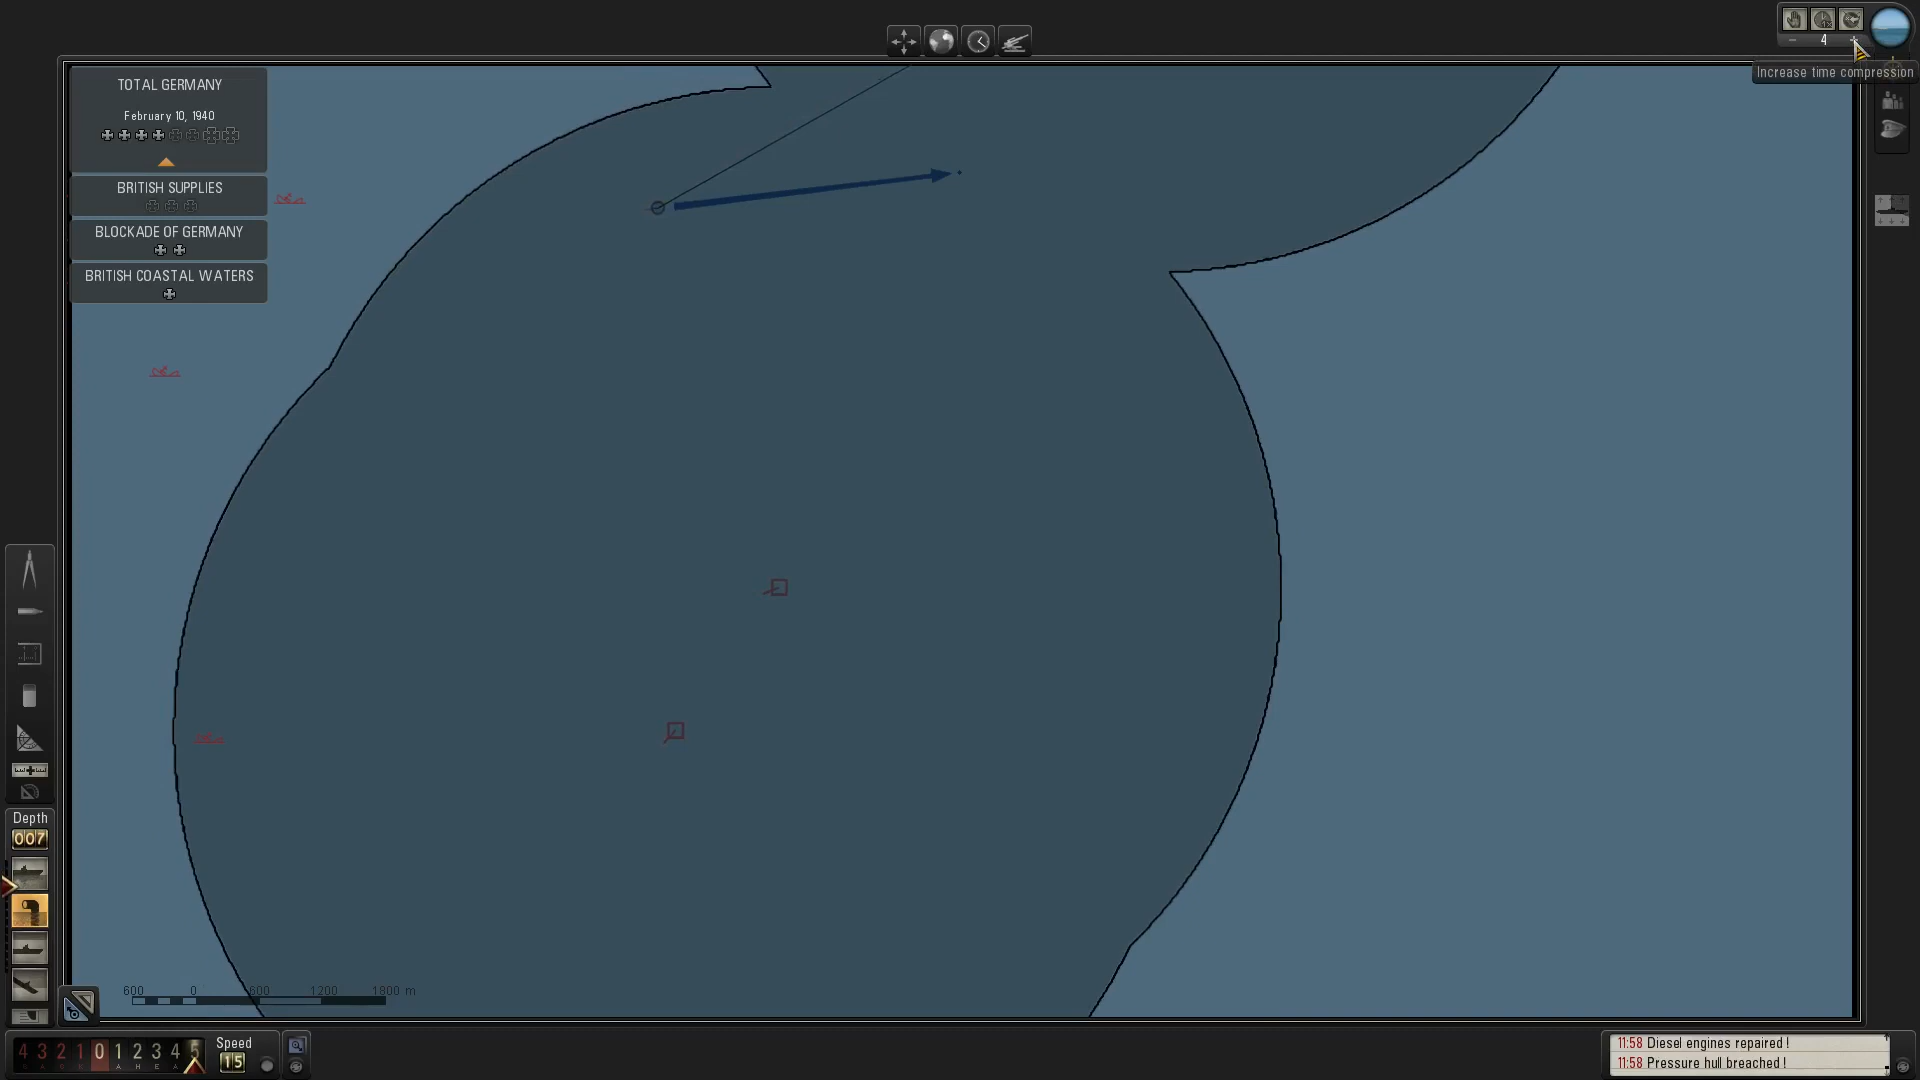 4
Increase time compression
TOTAL GERMANY
February 10, 1940
BRITISH SUPPLIES
BLOCKADE OF GERMANY
BRITISH COASTAL WATERS
Depth
007
600 0 600 1200 1800 m
4 3 2 1 0 1 2 3 4 5
A H E A
Speed
15
11:58 Diesel engines repaired !
11:58 Pressure hull breached !